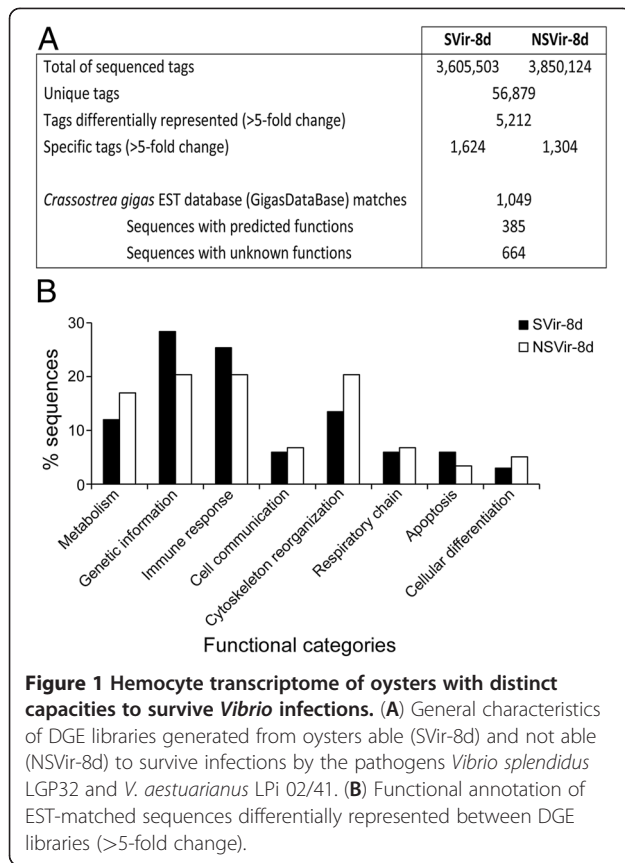 A
SVir-8d NSVir-8d
Total of sequenced tags 3,605,503 3,850,124
Unique tags 56,879
Tags differentially represented (>5-fold change) 5,212
Specific tags (>5-fold change) 1,624 1,304
Crassostrea gigas EST database (GigasDataBase) matches 1,049
Sequences with predicted functions 385
Sequences with unknown functions 664
B
30
20
10
0
% sequences
SVir-8d
NSVir-8d
Metabolism
Genetic information
Immune response
Cell communication
Cytoskeleton reorganization
Respiratory chain
Apoptosis
Cellular differentiation
Functional categories
Figure 1 Hemocyte transcriptome of oysters with distinct
capacities to survive Vibrio infections. (A) General characteristics
of DGE libraries generated from oysters able (SVir-8d) and not able
(NSVir-8d) to survive infections by the pathogens Vibrio splendidus
LGP32 and V. aestuarianus LPi 02/41. (B) Functional annotation of
EST-matched sequences differentially represented between DGE
libraries (>5-fold change).